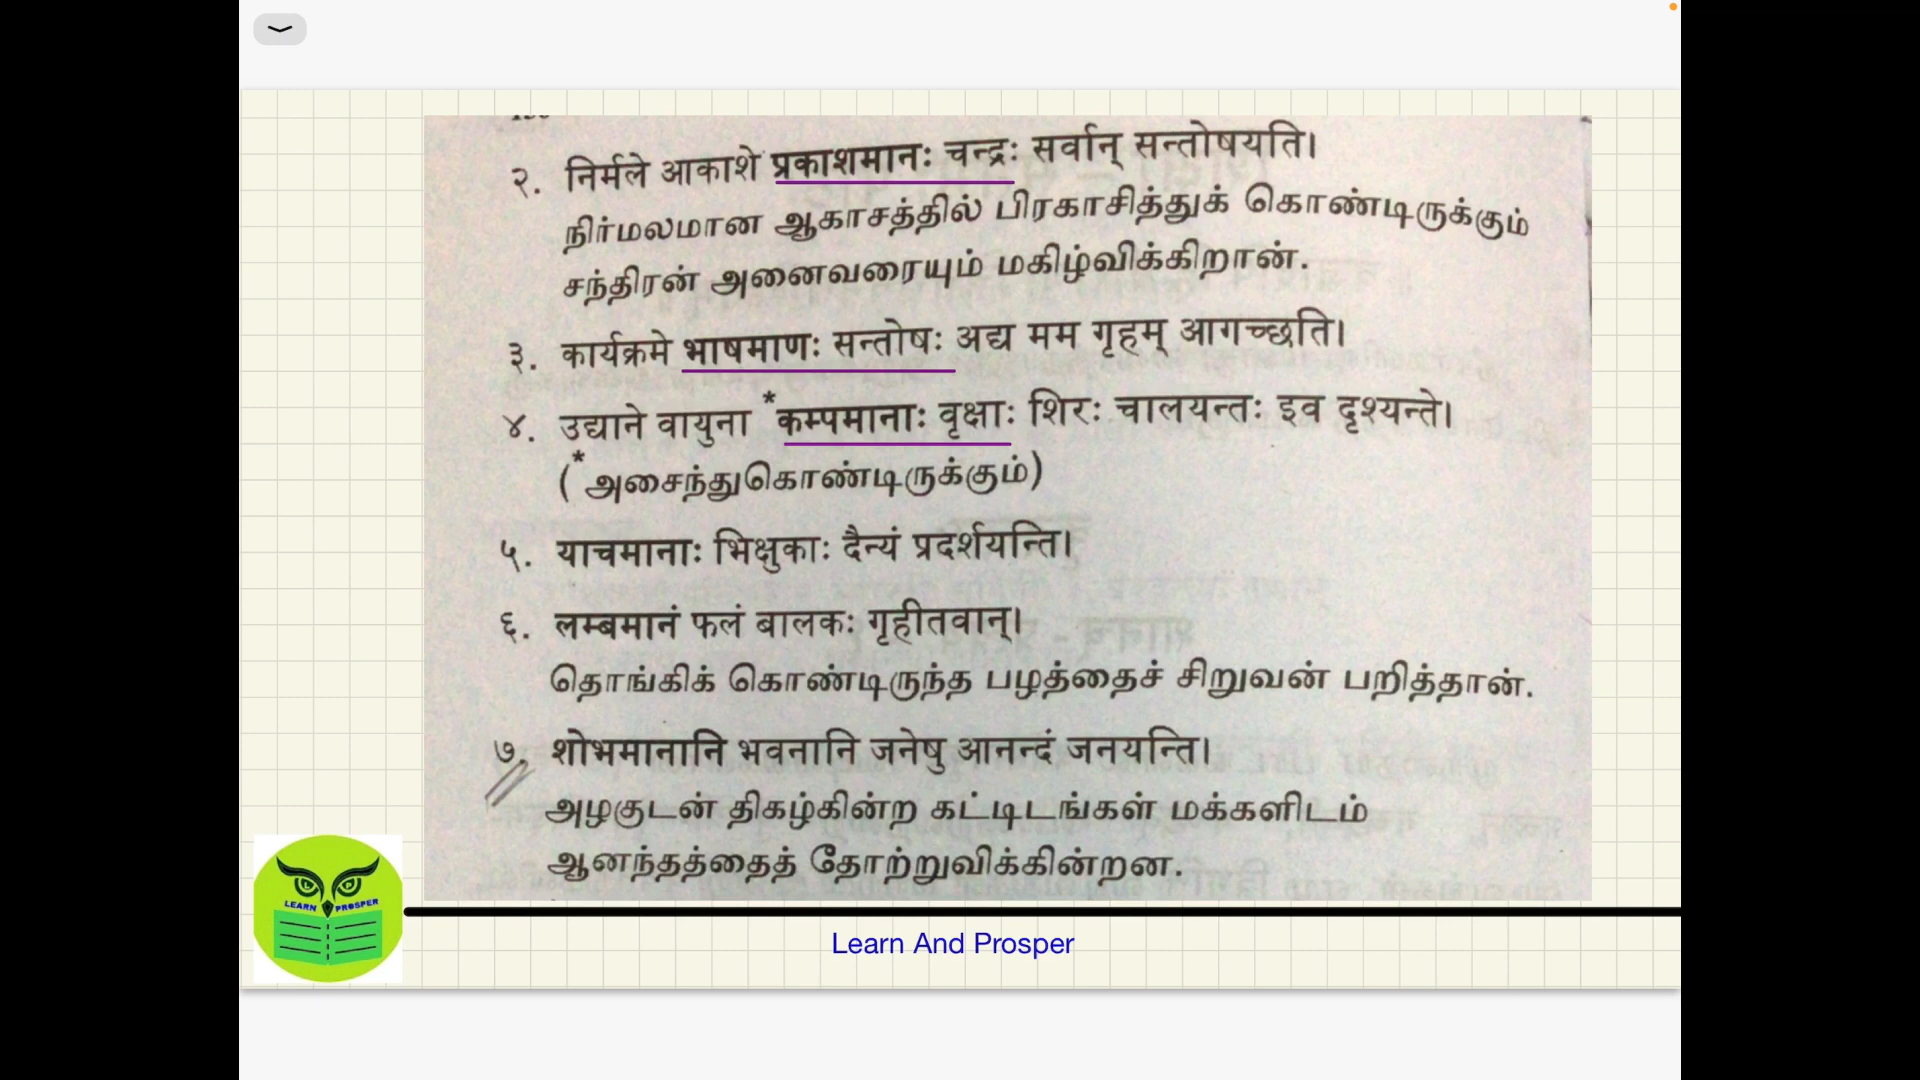 २. निर्मले आकाशे प्रकाशमानः चन्द्रः सर्वान् सन्तोषयति।
நிர்மலமான ஆகாசத்தில் பிரகாசித்துக் கொண்டிருக்கும்
சந்திரன் அனைவரையும் மகிழ்விக்கிறான்.
३. कार्यक्रमे भाषमाणः सन्तोषः अद्य मम गृहम् आगच्छति।
४. उद्याने वायुना *कम्पमानाः वृक्षाः शिरः चालयन्तः इव दृश्यन्ते।
(*அசைந்துகொண்டிருக்கும்)
५. याचमानाः भिक्षुकाः दैन्यं प्रदर्शयन्ति।
६. लम्बमानं फलं बालकः गृहीतवान्।
தொங்கிக் கொண்டிருந்த பழத்தைச் சிறுவன் பறித்தான்.
७. शोभमानानि भवनानि जनेषु आनन्दं जनयन्ति।
அழகுடன் திகழ்கின்ற கட்டிடங்கள் மக்களிடம்
ஆனந்தத்தைத் தோற்றுவிக்கின்றன.
LEARN PROSPER
Learn And Prosper